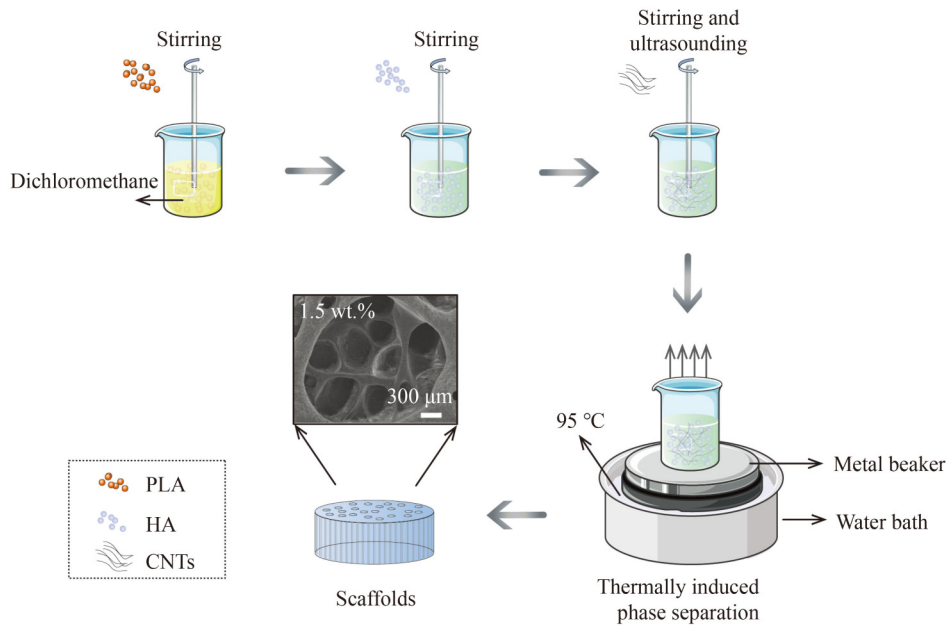 Stirring
Stirring
Stirring
and ultrasounding
Dichloromethane
1.5 wt.%
300 μm
95 ℃
Metal beaker
Water bath
PLA
HA
CNTs
Scaffolds
Thermally induced
phase separation